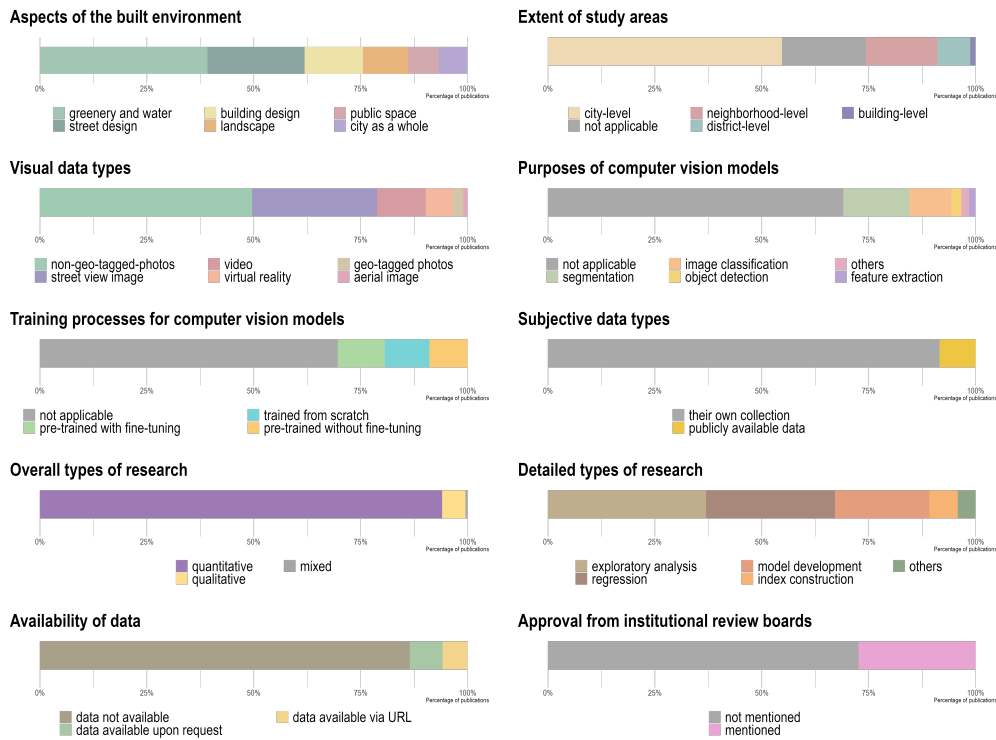 Aspects of the built environment
0% 25% 50% 75% 100%
Percentage of publications
greenery and water building design public space
street design landscape city as a whole
Extent of study areas
0% 25% 50% 75% 100%
Percentage of publications
city-level neighborhood-level building-level
not applicable district-level
Visual data types
0% 25% 50% 75% 100%
Percentage of publications
non-geo-tagged-photos video geo-tagged photos
street view image virtual reality aerial image
Purposes of computer vision models
0% 25% 50% 75% 100%
Percentage of publications
not applicable image classification others
segmentation object detection feature extraction
Training processes for computer vision models
0% 25% 50% 75% 100%
Percentage of publications
not applicable trained from scratch
pre-trained with fine-tuning pre-trained without fine-tuning
Subjective data types
0% 25% 50% 75% 100%
Percentage of publications
their own collection
publicly available data
Overall types of research
0% 25% 50% 75% 100%
Percentage of publications
quantitative mixed
qualitative
Detailed types of research
0% 25% 50% 75% 100%
Percentage of publications
exploratory analysis model development others
regression index construction
Availability of data
0% 25% 50% 75% 100%
Percentage of publications
data not available data available via URL
data available upon request
Approval from institutional review boards
0% 25% 50% 75% 100%
Percentage of publications
not mentioned
mentioned